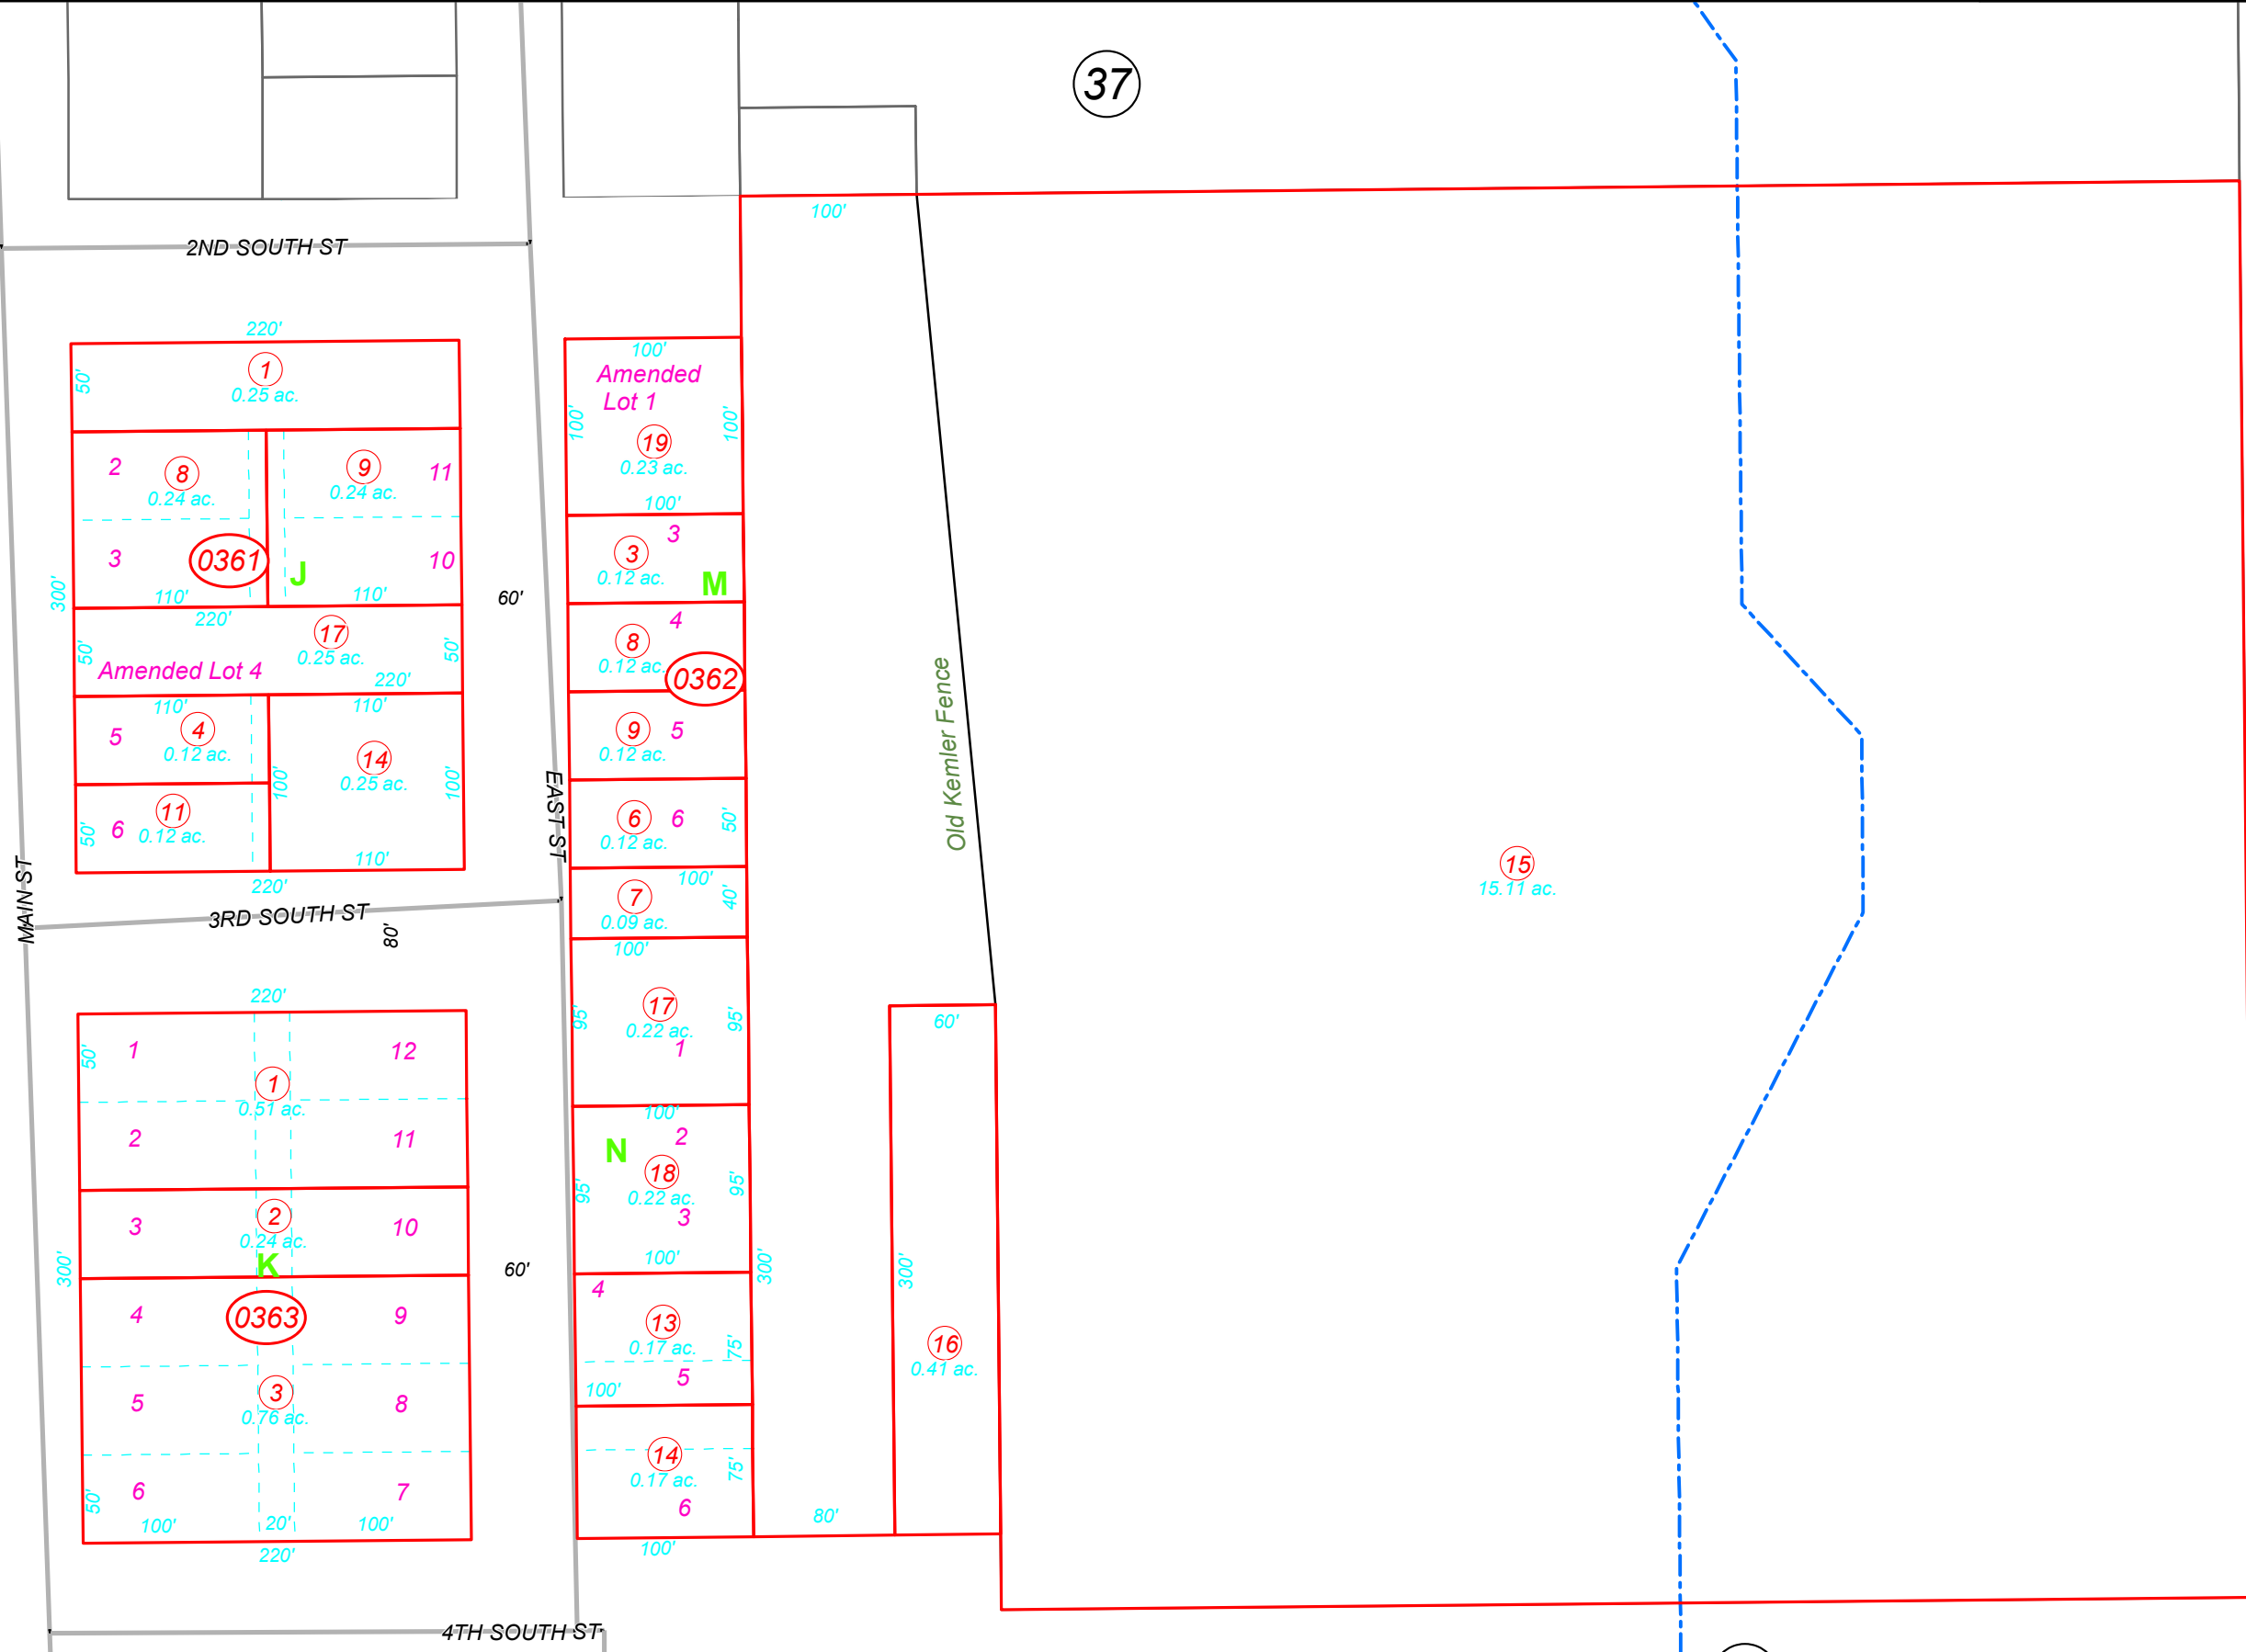 37
100'
2ND SOUTH ST
220'
50'
1
0.25 ac.
2
8
0.24 ac.
9
0.24 ac.
11
3
0361
J
10
300'
110'
110'
220'
17
0.25 ac.
50'
50'
Amended Lot 4
220'
110'
110'
5
4
0.12 ac.
14
0.25 ac.
100'
100'
11
0.12 ac.
6
50'
110'
220'
60'
MAIN ST
EAST ST
3RD SOUTH ST
80'
100'
Amended
Lot 1
100'
100'
19
0.23 ac.
100'
3
3
0.12 ac.
M
4
8
0.12 ac.
0362
9
5
0.12 ac.
6
6
0.12 ac.
50'
100'
7
0.09 ac.
40'
100'
17
0.22 ac.
1
95'
95'
100'
2
N
18
0.22 ac.
3
95'
95'
100'
4
13
0.17 ac.
75'
5
100'
14
0.17 ac.
75'
6
100'
300'
80'
Old Kemler Fence
60'
300'
16
0.41 ac.
15
15.11 ac.
220'
50'
1
12
1
0.51 ac.
2
11
3
2
10
0.24 ac.
K
300'
60'
4
0363
9
5
3
8
0.76 ac.
6
7
50'
100'
20'
100'
220'
4TH SOUTH ST